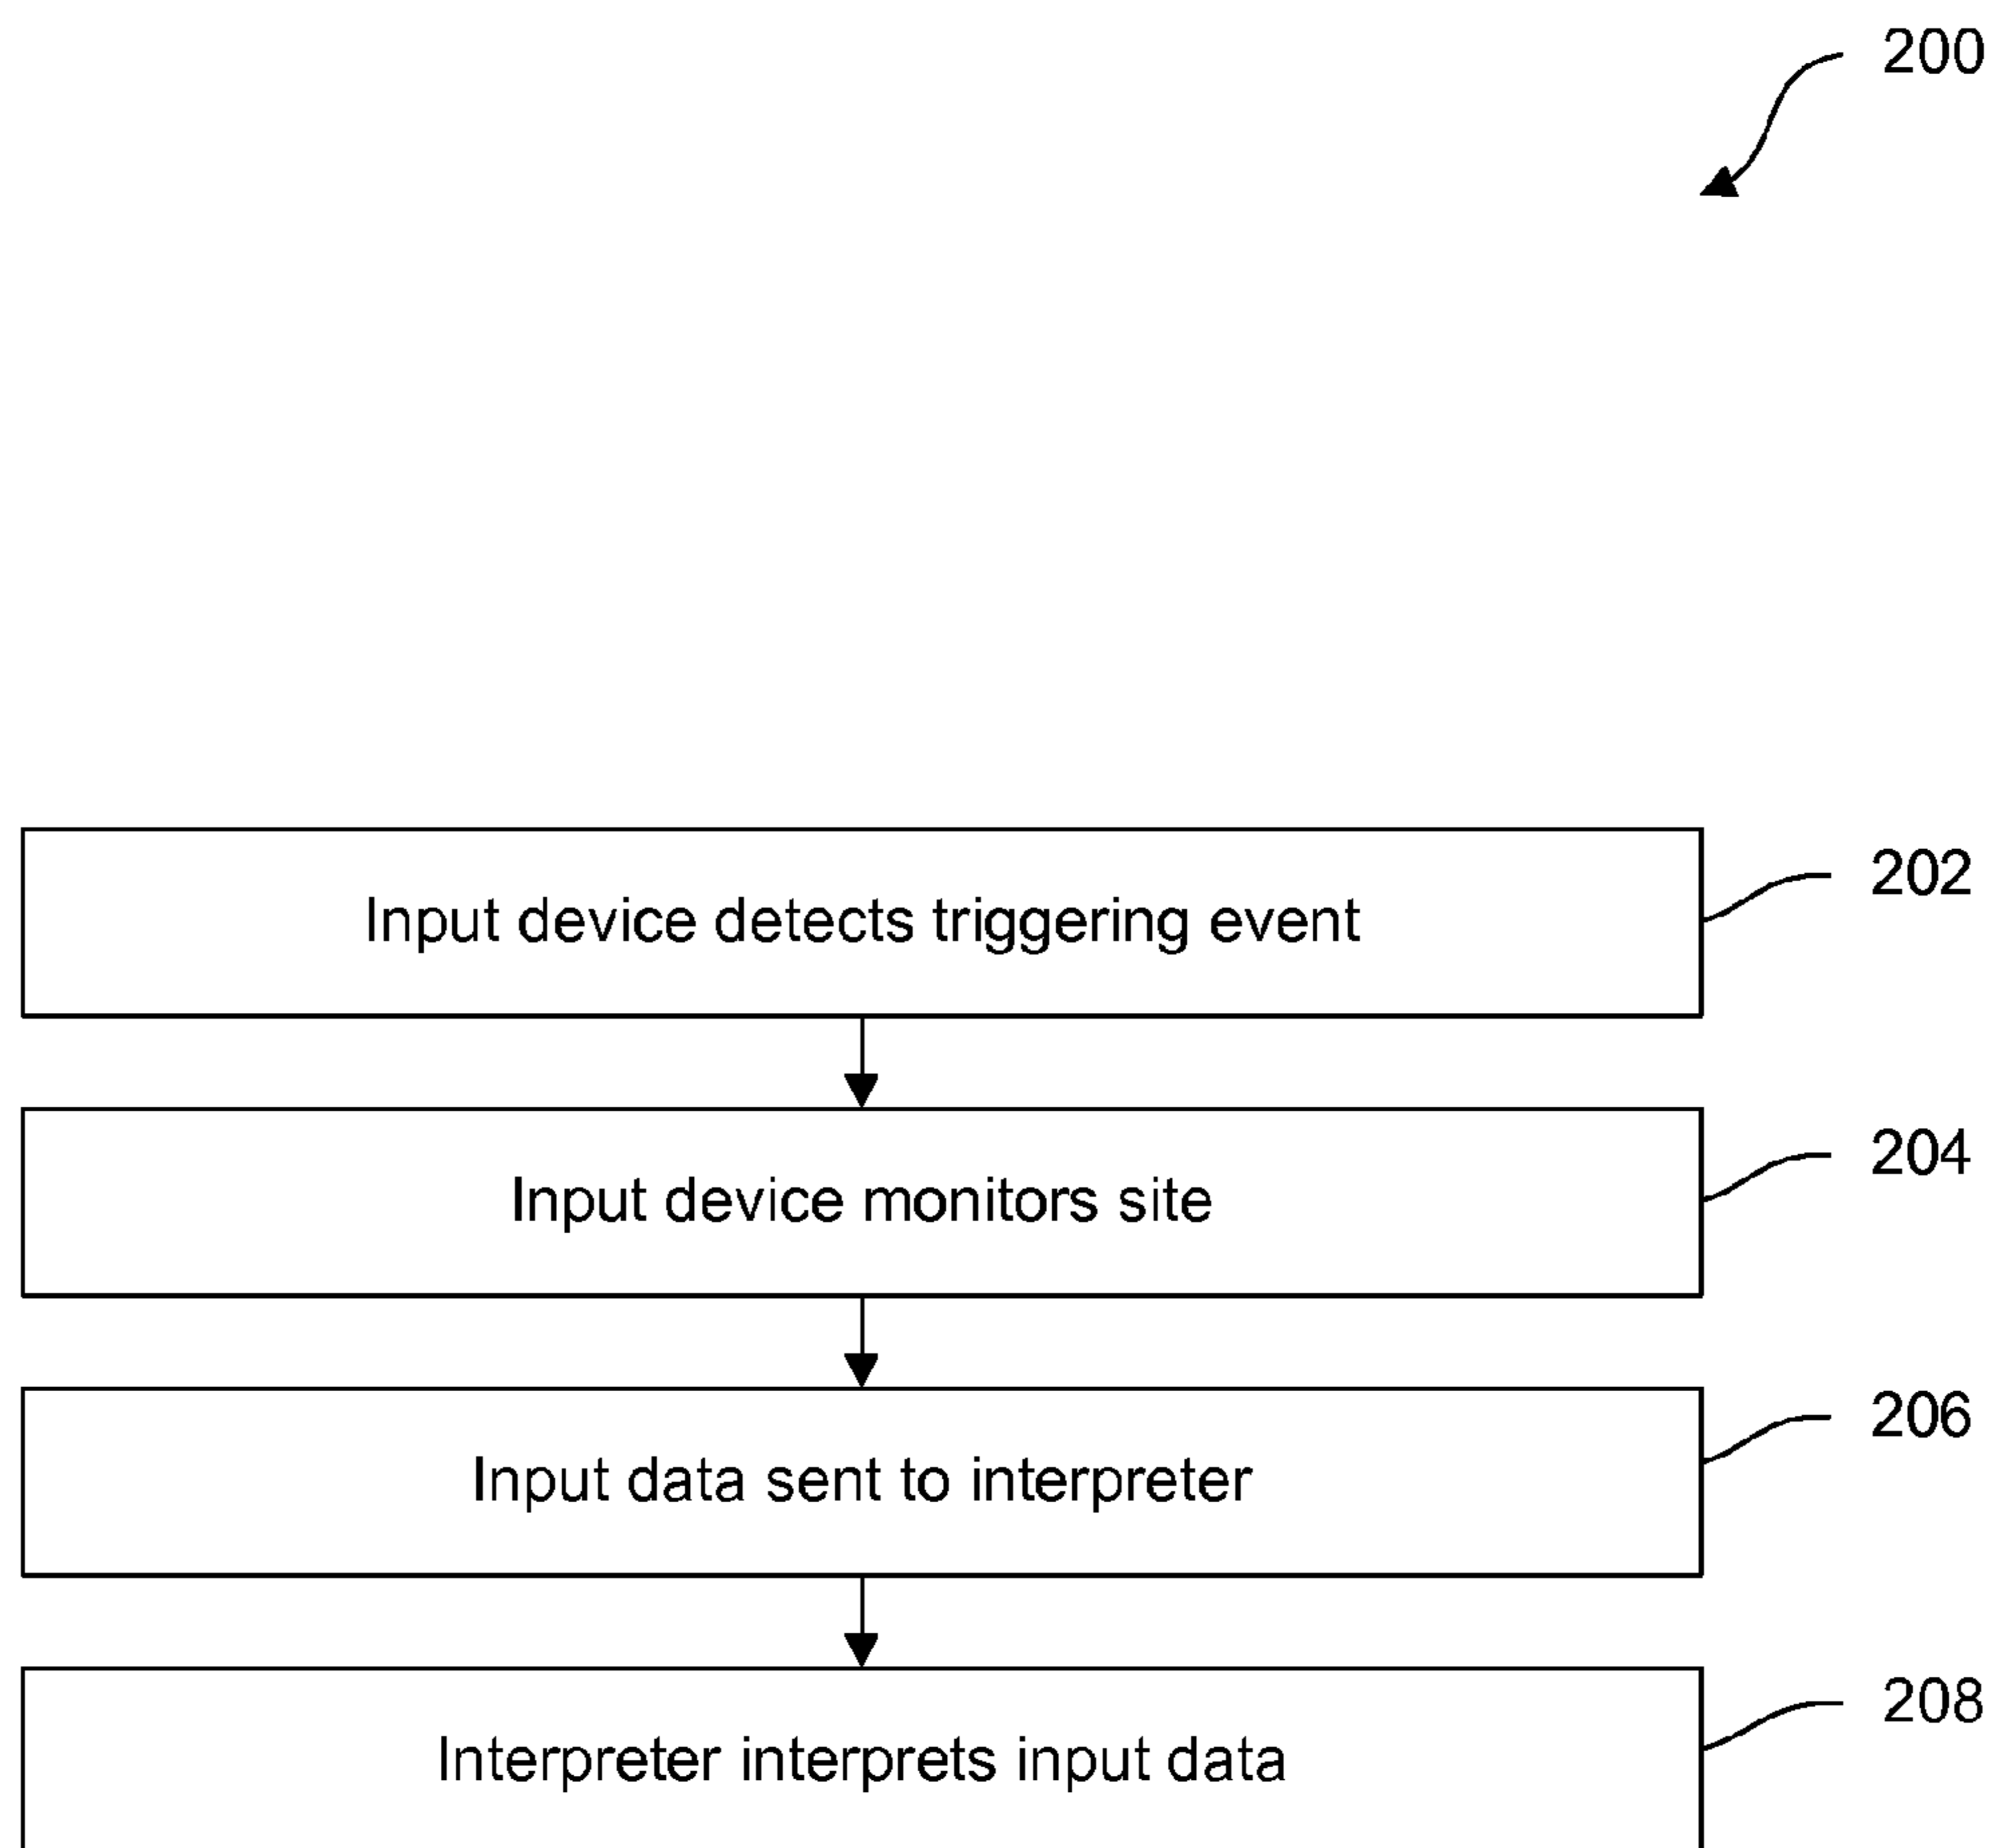 200
Input device detects triggering event
202
Input device monitors site
204
Input data sent to interpreter
206
Interpreter interprets input data
208